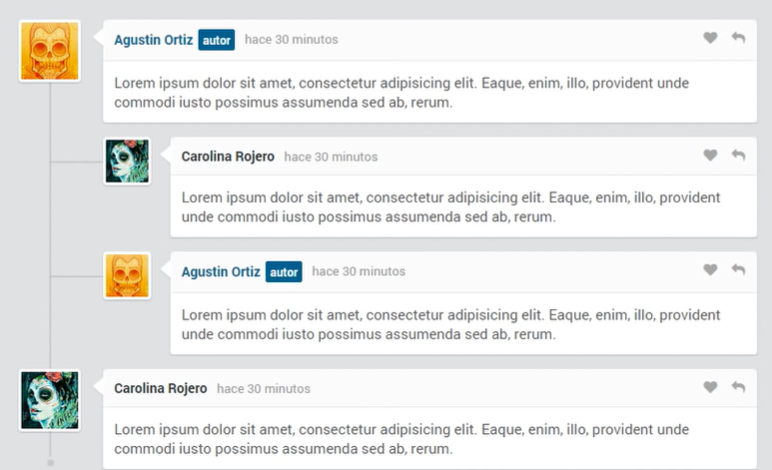 Agustin Ortiz autor hace 30 minutos
Lorem ipsum dolor sit amet, consectetur adipisicing elit. Eaque, enim, illo, provident unde
commodi iusto possimus assumenda sed ab, rerum.
Carolina Rojero hace 30 minutos
Lorem ipsum dolor sit amet, consectetur adipisicing elit. Eaque, enim, illo, provident
unde commodi iusto possimus assumenda sed ab, rerum.
Agustin Ortiz autor hace 30 minutos
Lorem ipsum dolor sit amet, consectetur adipisicing elit. Eaque, enim, illo, provident
unde commodi iusto possimus assumenda sed ab, rerum.
Carolina Rojero hace 30 minutos
Lorem ipsum dolor sit amet, consectetur adipisicing elit. Eaque, enim, illo, provident unde
commodi iusto possimus assumenda sed ab, rerum.